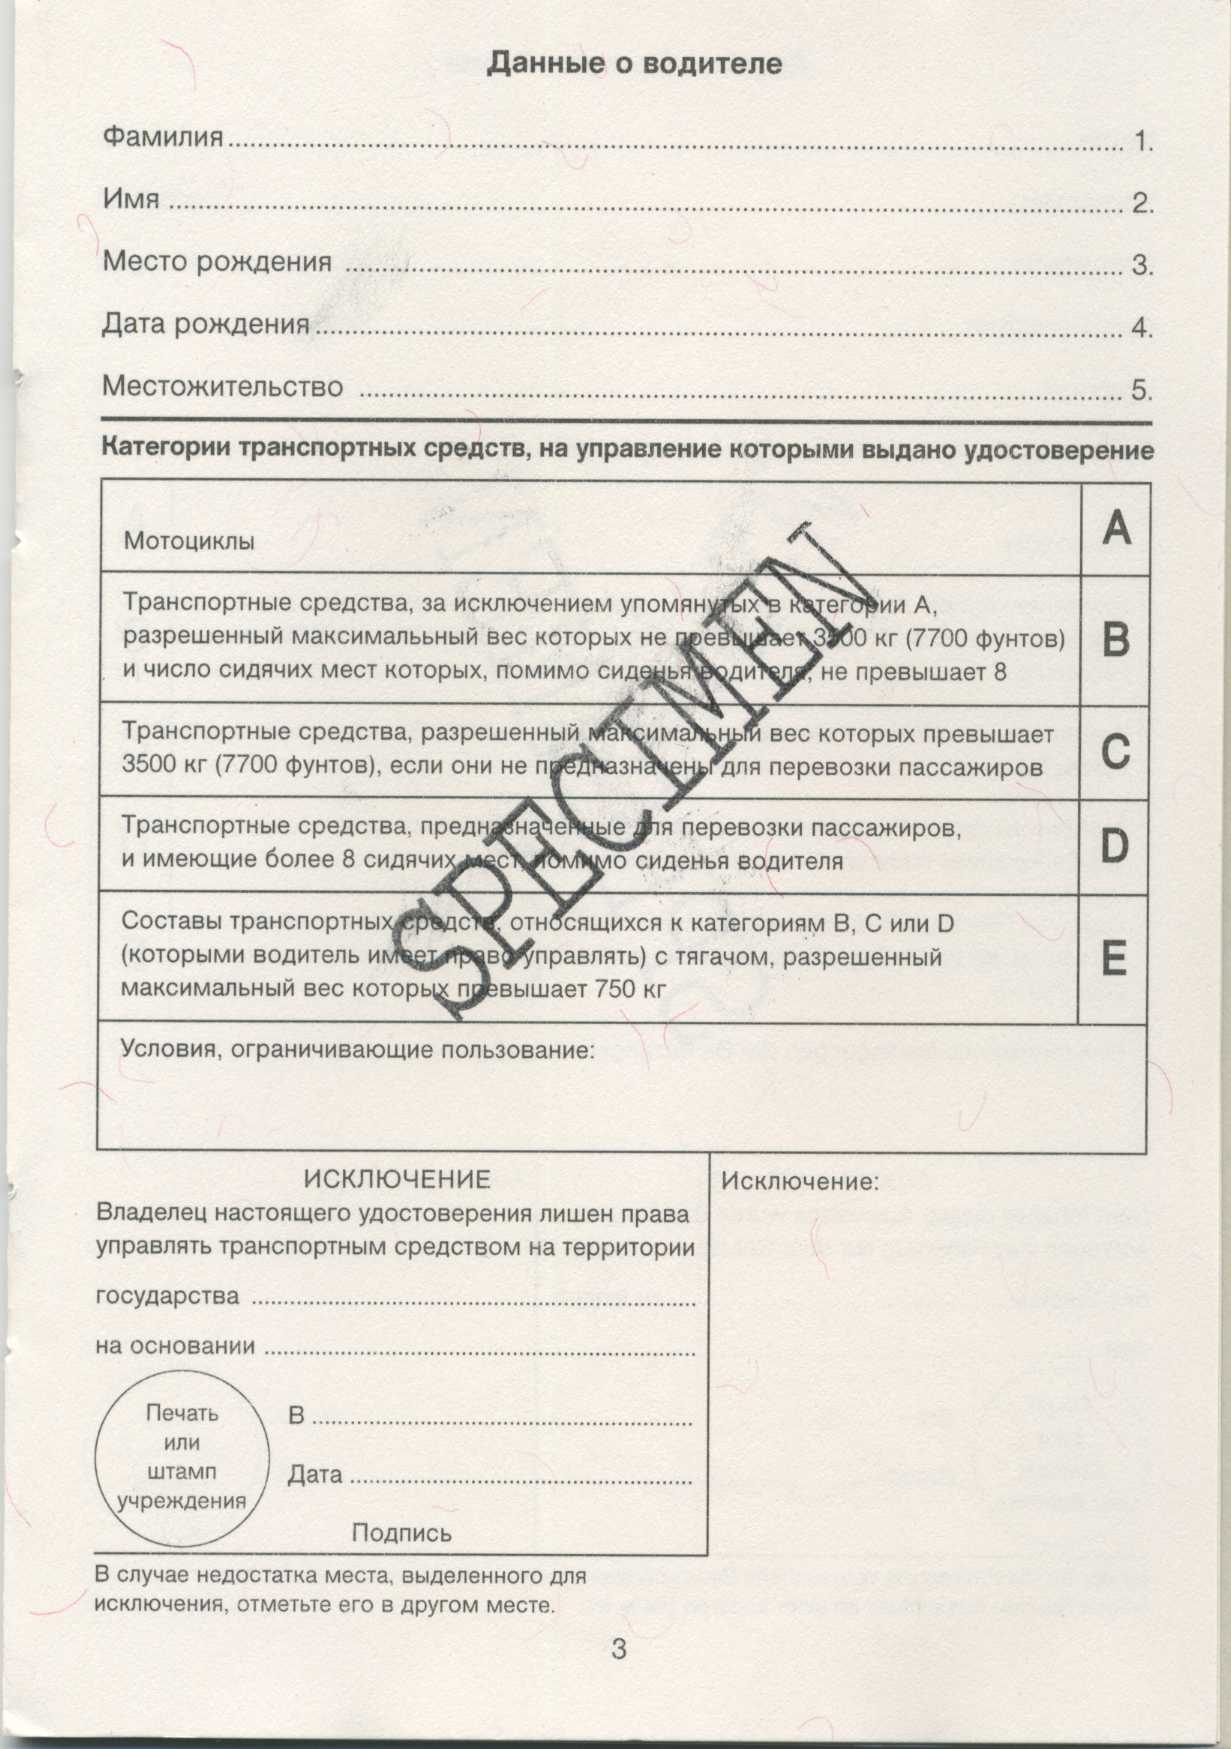 Данные о водителе
Фамилия........................................ 1.
Имя ........................................ 2.
Место рождения ........................................ 3.
Дата рождения........................................ 4.
Местожительство ........................................ 5.
Категории транспортных средств, на управление которыми выдано удостоверение
Мотоциклы A
Транспортные средства, за исключением упомянутых в категории А,
разрешенный максималььный вес которых не превышает 3500 кг (7700 фунтов) B
и число сидячих мест которых, помимо сиденья водителя, не превышает 8
Транспортные средства, разрешенный максимальный вес которых превышает C
3500 кг (7700 фунтов), если они не предназначены для перевозки пассажиров
Транспортные средства, предназначенные для перевозки пассажиров, D
и имеющие более 8 сидячих мест, помимо сиденья водителя
Составы транспортных средств, относящихся к категориям B, C или D
(которыми водитель имеет право управлять) с тягачом, разрешенный E
максимальный вес которых превышает 750 кг
SPECIMEN
Условия, ограничивающие пользование:
ИСКЛЮЧЕНИЕ
Владелец настоящего удостоверения лишен права
управлять транспортным средством на территории
государства ........................................
на основании ........................................
Печать
или
штамп
учреждения
В ........................................
Дата ........................................
Подпись
Исключение:
В случае недостатка места, выделенного для
исключения, отметьте его в другом месте.
3